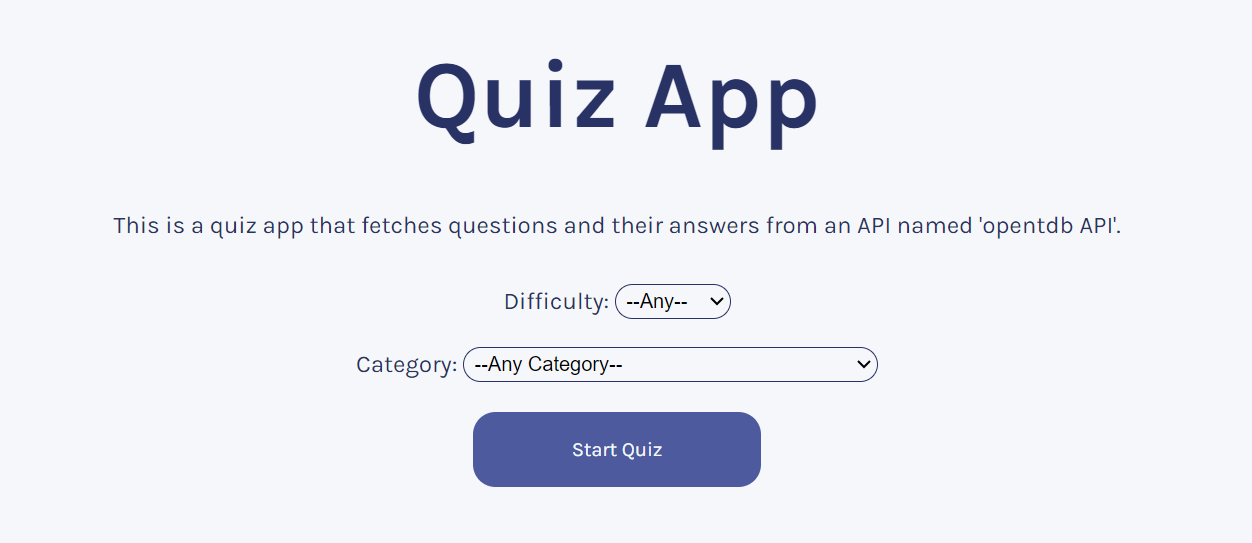 Quiz App
This is a quiz app that fetches questions and their answers from an API named 'opentdb API'.
Difficulty: --Any--
Category: --Any Category--
Start Quiz